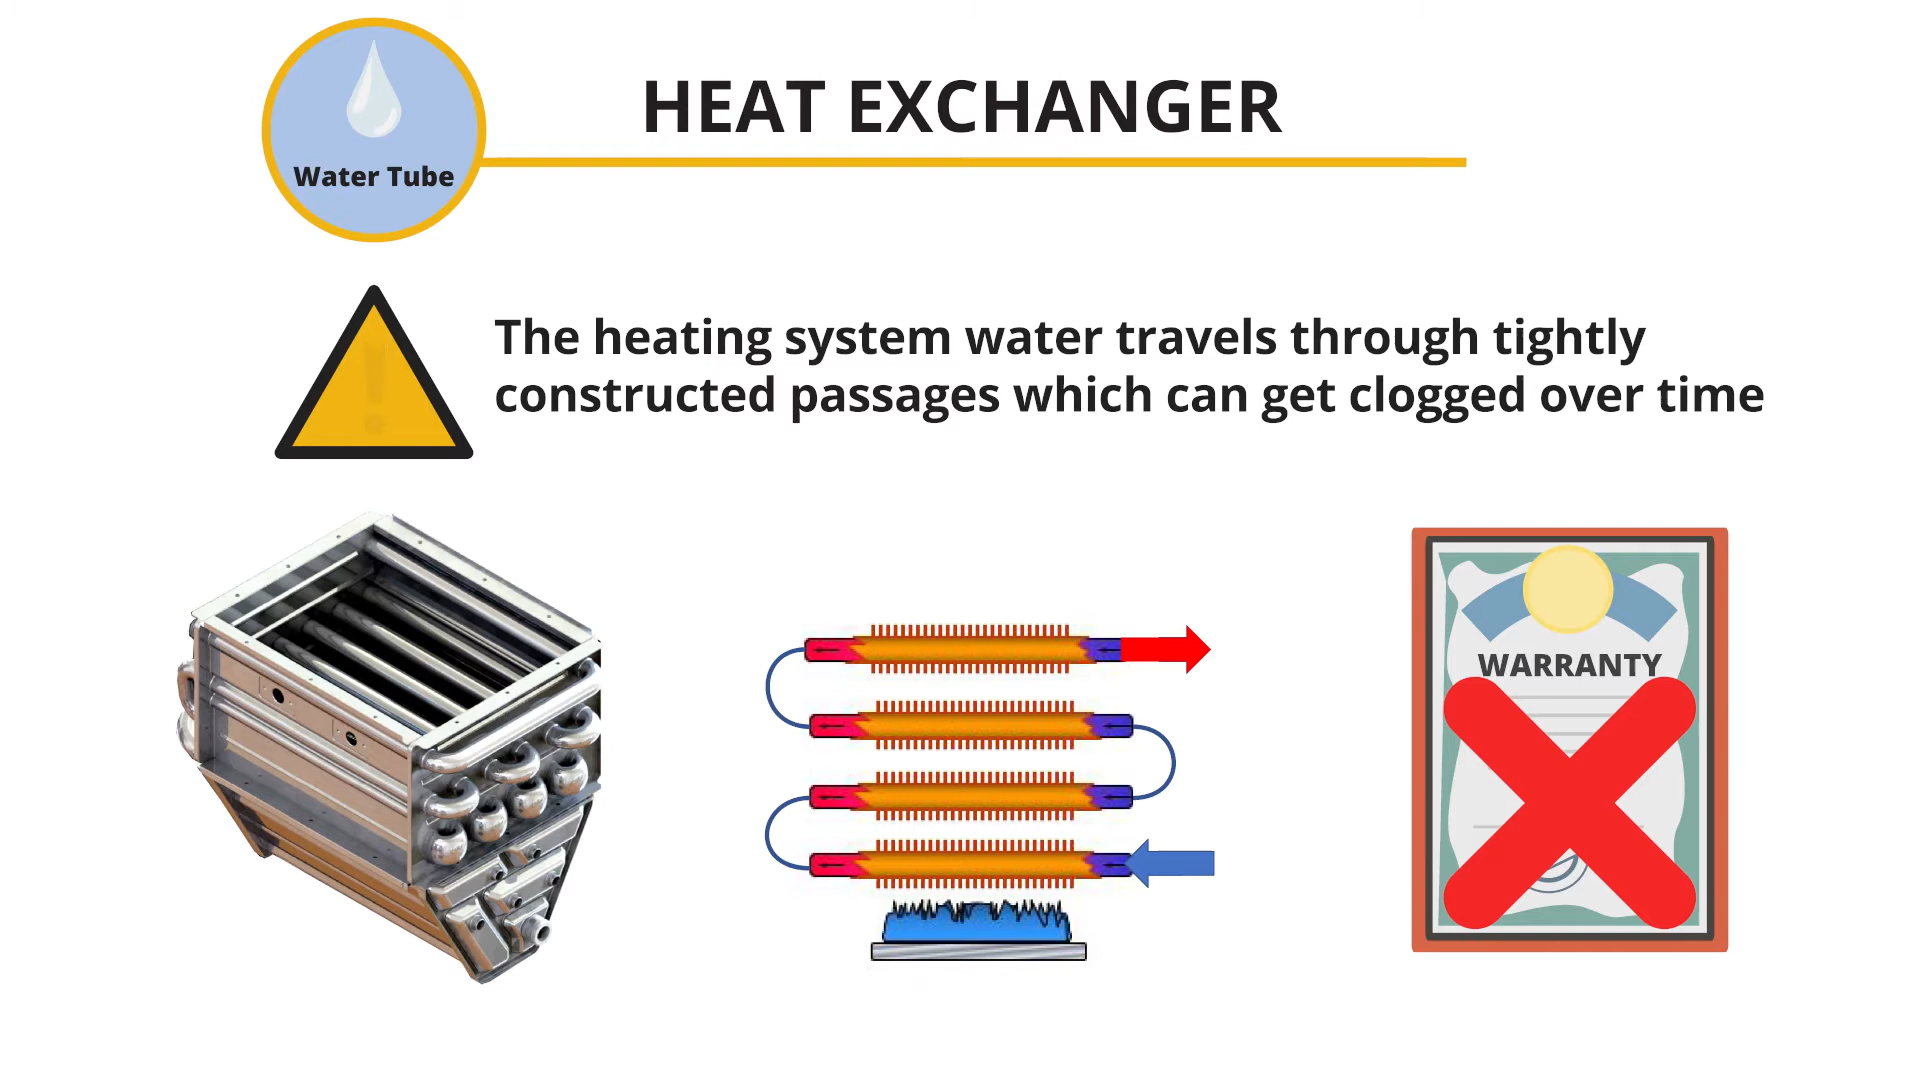 HEAT EXCHANGER
Water Tube
The heating system water travels through tightly
constructed passages which can get clogged over time
WARRANTY